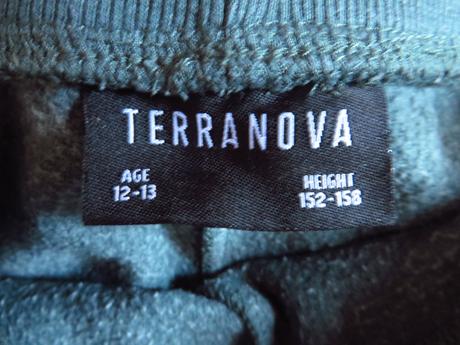 TERRANOVA
AGE HEIGHT
12-13 152-158